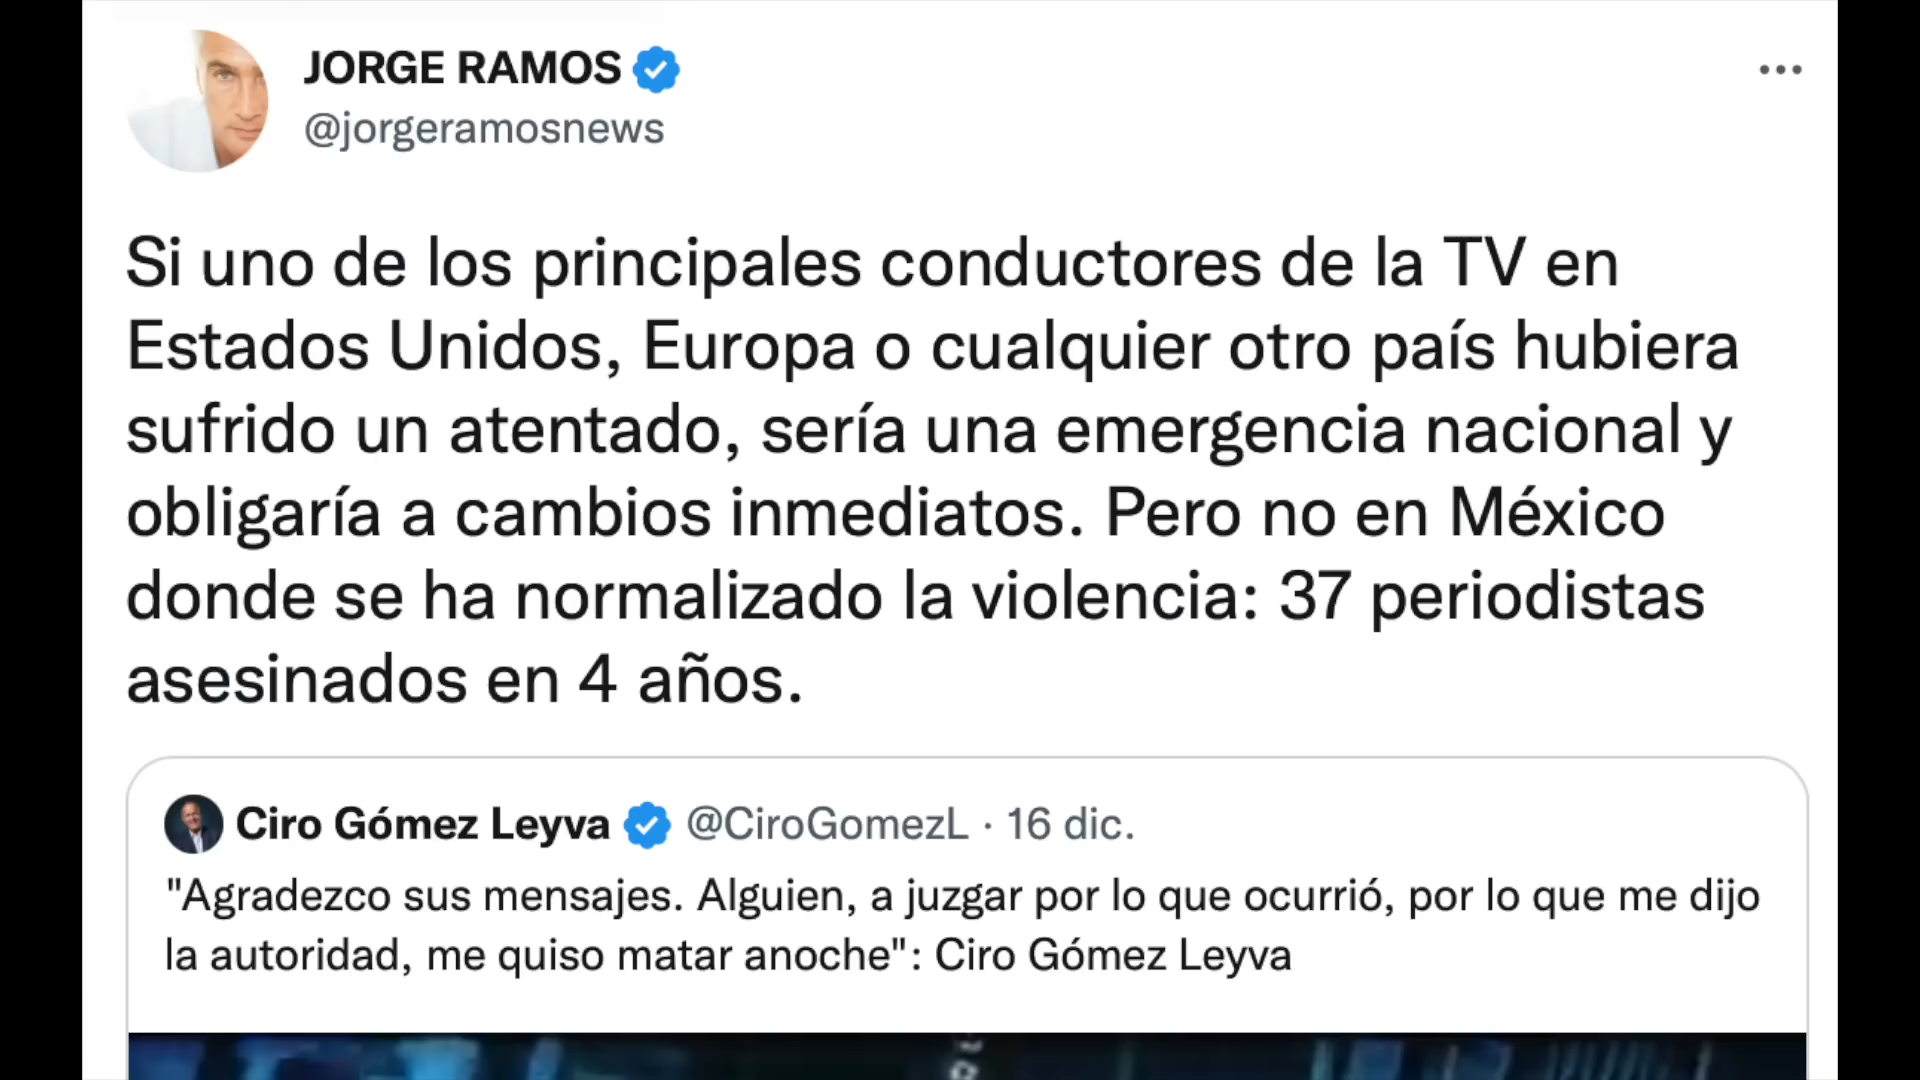 JORGE RAMOS
@jorgeramosnews
Si uno de los principales conductores de la TV en
Estados Unidos, Europa o cualquier otro país hubiera
sufrido un atentado, sería una emergencia nacional y
obligaría a cambios inmediatos. Pero no en México
donde se ha normalizado la violencia: 37 periodistas
asesinados en 4 años.
Ciro Gómez Leyva @CiroGomezL · 16 dic.
"Agradezco sus mensajes. Alguien, a juzgar por lo que ocurrió, por lo que me dijo
la autoridad, me quiso matar anoche": Ciro Gómez Leyva